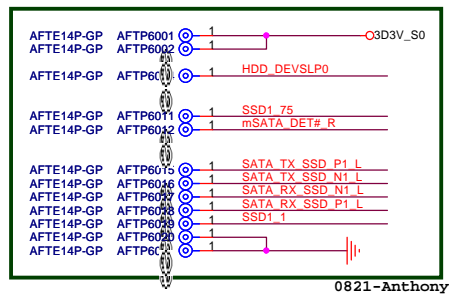 AFTE14P-GP AFTP6001 1 3D3V_S0
AFTE14P-GP AFTP6002 1
AFTE14P-GP 1 HDD_DEVSLP0
AFTE14P-GP AFTP6011 1 SSD1_75
AFTE14P-GP AFTP6012 1 mSATA_DET#_R
AFTE14P-GP AFTP6015 1 SATA_TX_SSD_P1_L
AFTE14P-GP AFTP6016 1 SATA_TX_SSD_N1_L
AFTE14P-GP AFTP6017 1 SATA_RX_SSD_N1_L
AFTE14P-GP AFTP6018 1 SATA_RX_SSD_P1_L
AFTE14P-GP AFTP6019 1 SSD1_1
AFTE14P-GP AFTP6020 1
AFTE14P-GP 1
0821-Anthony